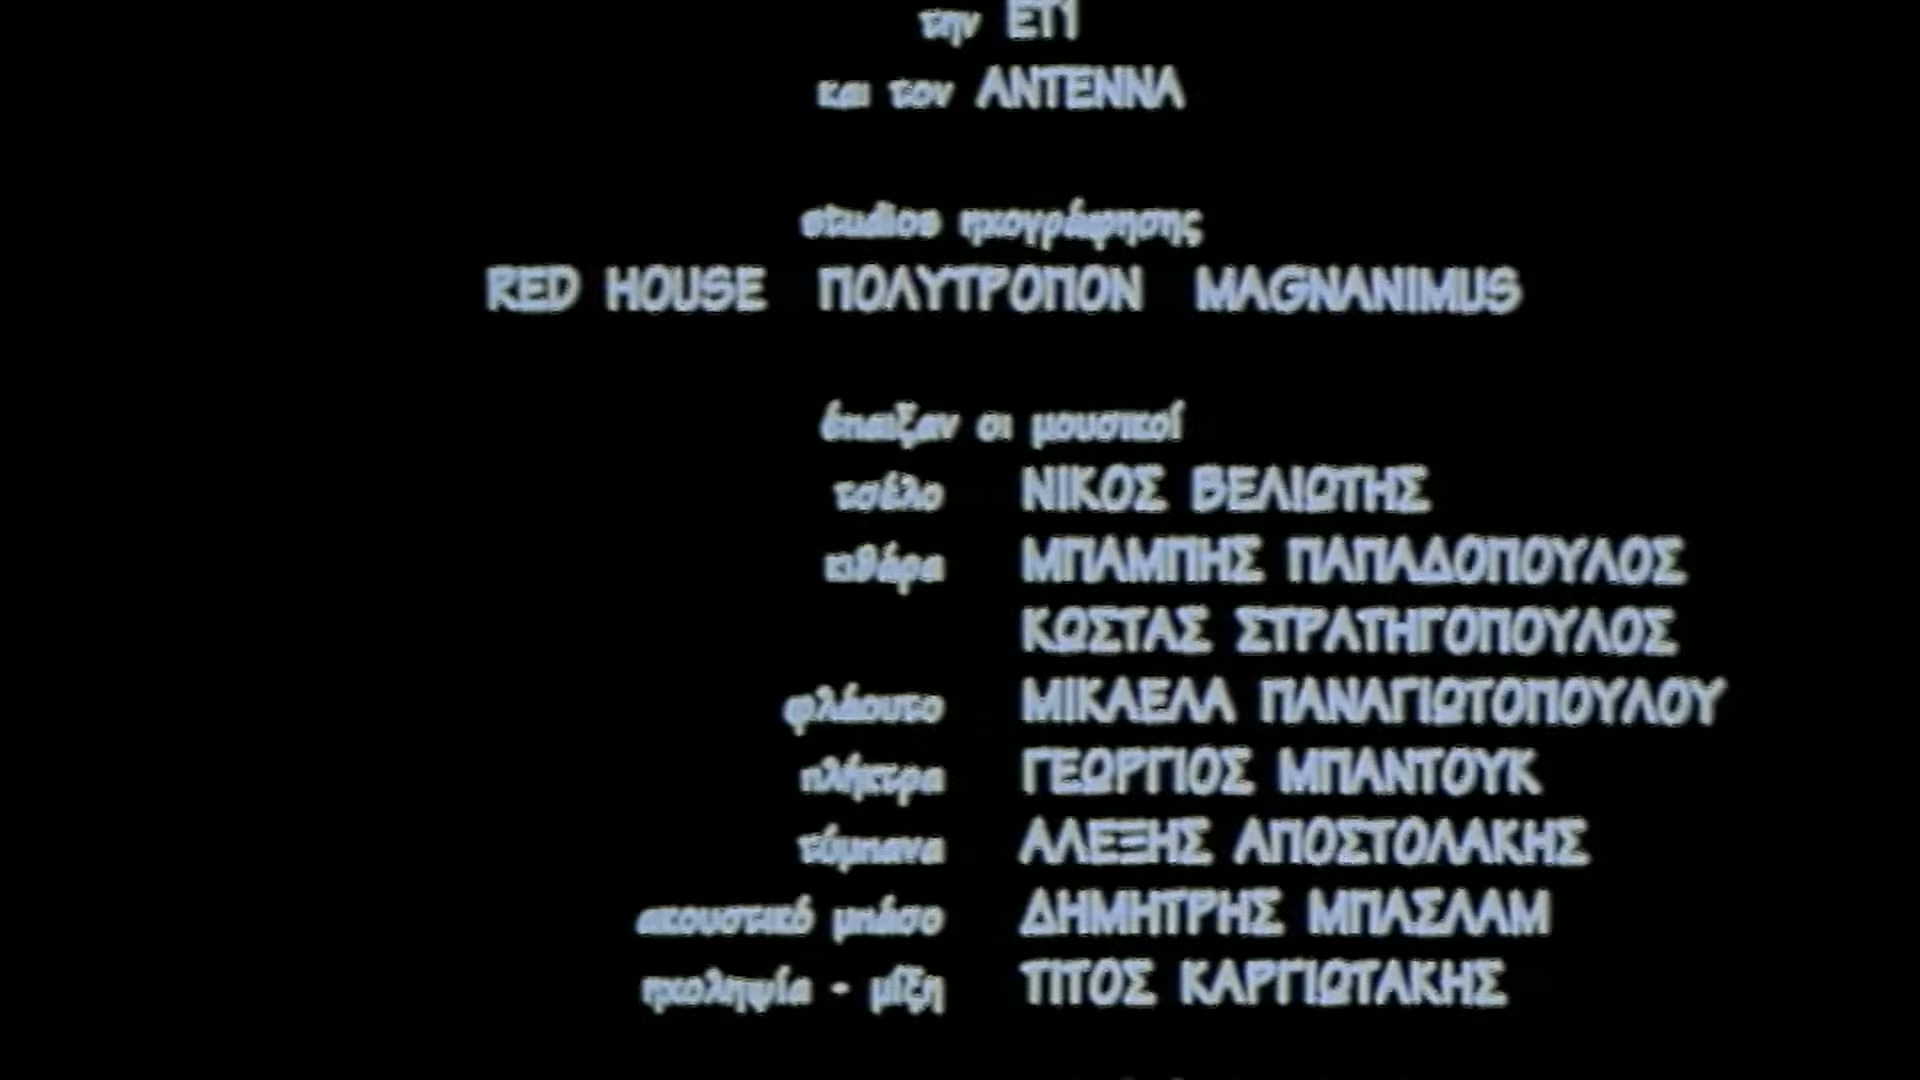 την ΕΤ1
και τον ΑΝΤΕΝΝΑ
studios ηχογράφησης
RED HOUSE ΠΟΛΥΤΡΟΠΟΝ MAGNANIMUS
έπαιξαν οι μουσικοί
τσέλο ΝΙΚΟΣ ΒΕΛΙΩΤΗΣ
κιθάρα ΜΠΑΜΠΗΣ ΠΑΠΑΔΟΠΟΥΛΟΣ
ΚΩΣΤΑΣ ΣΤΡΑΤΗΓΟΠΟΥΛΟΣ
φλάουτο ΜΙΚΑΕΛΑ ΠΑΝΑΓΙΩΤΟΠΟΥΛΟΥ
πλήκτρα ΓΕΩΡΓΙΟΣ ΜΠΑΝΤΟΥΚ
τύμπανα ΑΛΕΞΗΣ ΑΠΟΣΤΟΛΑΚΗΣ
ακουστικό μπάσο ΔΗΜΗΤΡΗΣ ΜΠΑΣΛΑΜ
ηχοληψία - μίξη ΤΙΤΟΣ ΚΑΡΓΙΩΤΑΚΗΣ